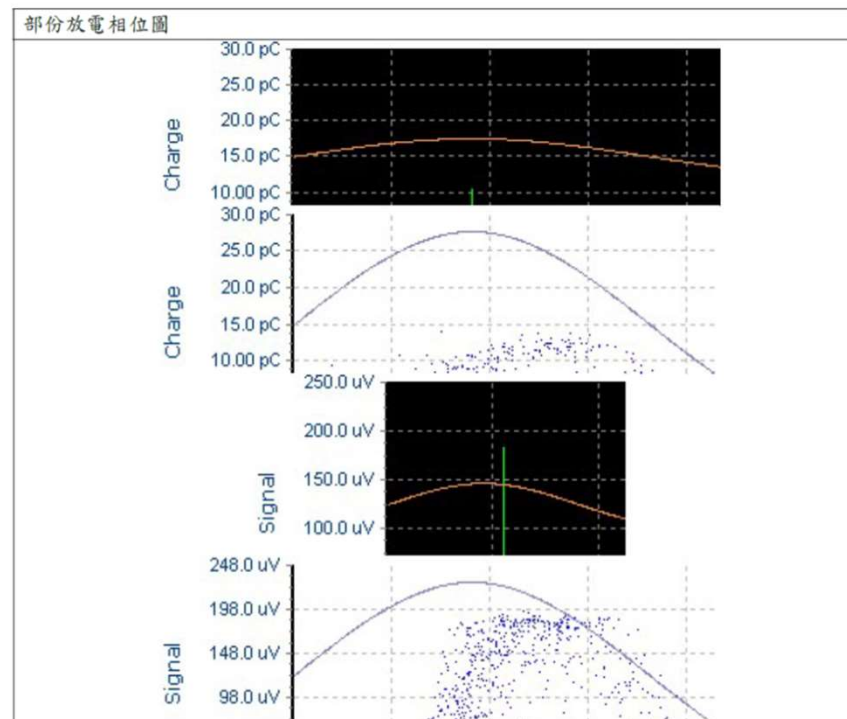 部份放電相位圖
30.0 pC
25.0 pC
20.0 pC
15.0 pC
10.00 pC
Charge
30.0 pC
25.0 pC
20.0 pC
15.0 pC
10.00 pC
Charge
250.0 uV
200.0 uV
150.0 uV
100.0 uV
Signal
248.0 uV
198.0 uV
148.0 uV
98.0 uV
Signal